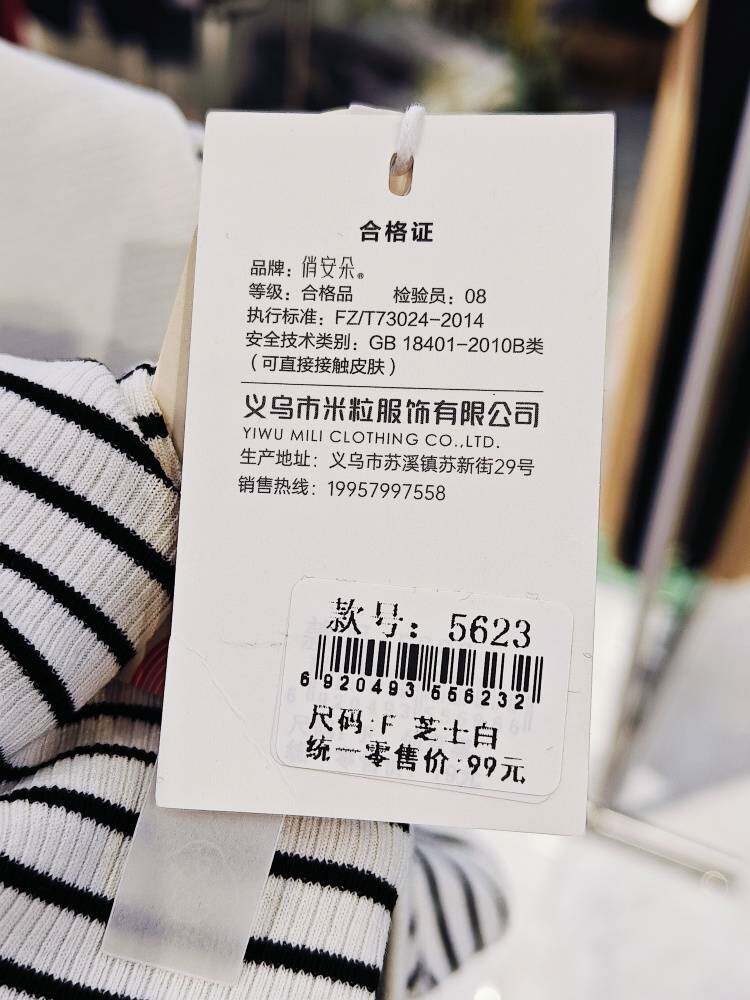 合格证
品牌：俏安朵®
等级：合格品 检验员：08
执行标准：FZ/T73024-2014
安全技术类别：GB 18401-2010B类
（可直接接触皮肤）
义乌市米粒服饰有限公司
YIWU MILI CLOTHING CO.,LTD.
生产地址：义乌市苏溪镇苏新街29号
销售热线：19957997558
款号：5623
6920493556232
尺码:F 芝士白
统一零售价:99元